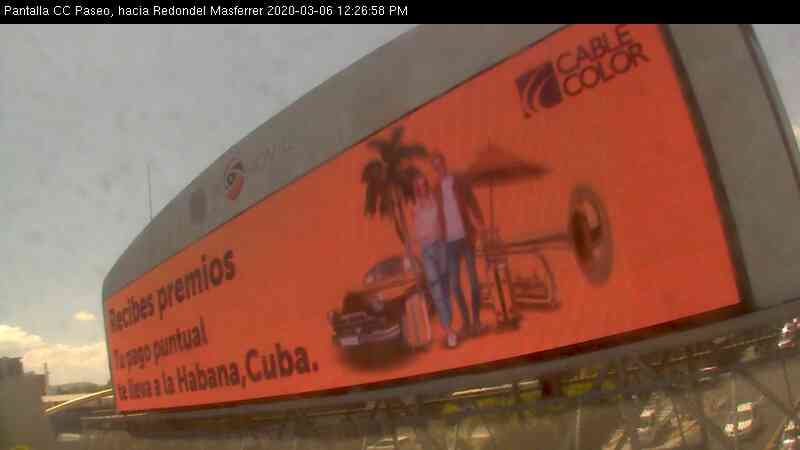 Pantalla CC Paseo, hacia Redondel Masferrer 2020-03-06 12:26:58 PM
CABLE
COLOR
Recibes premios
Tu pago puntual
te lleva a la Habana, Cuba.